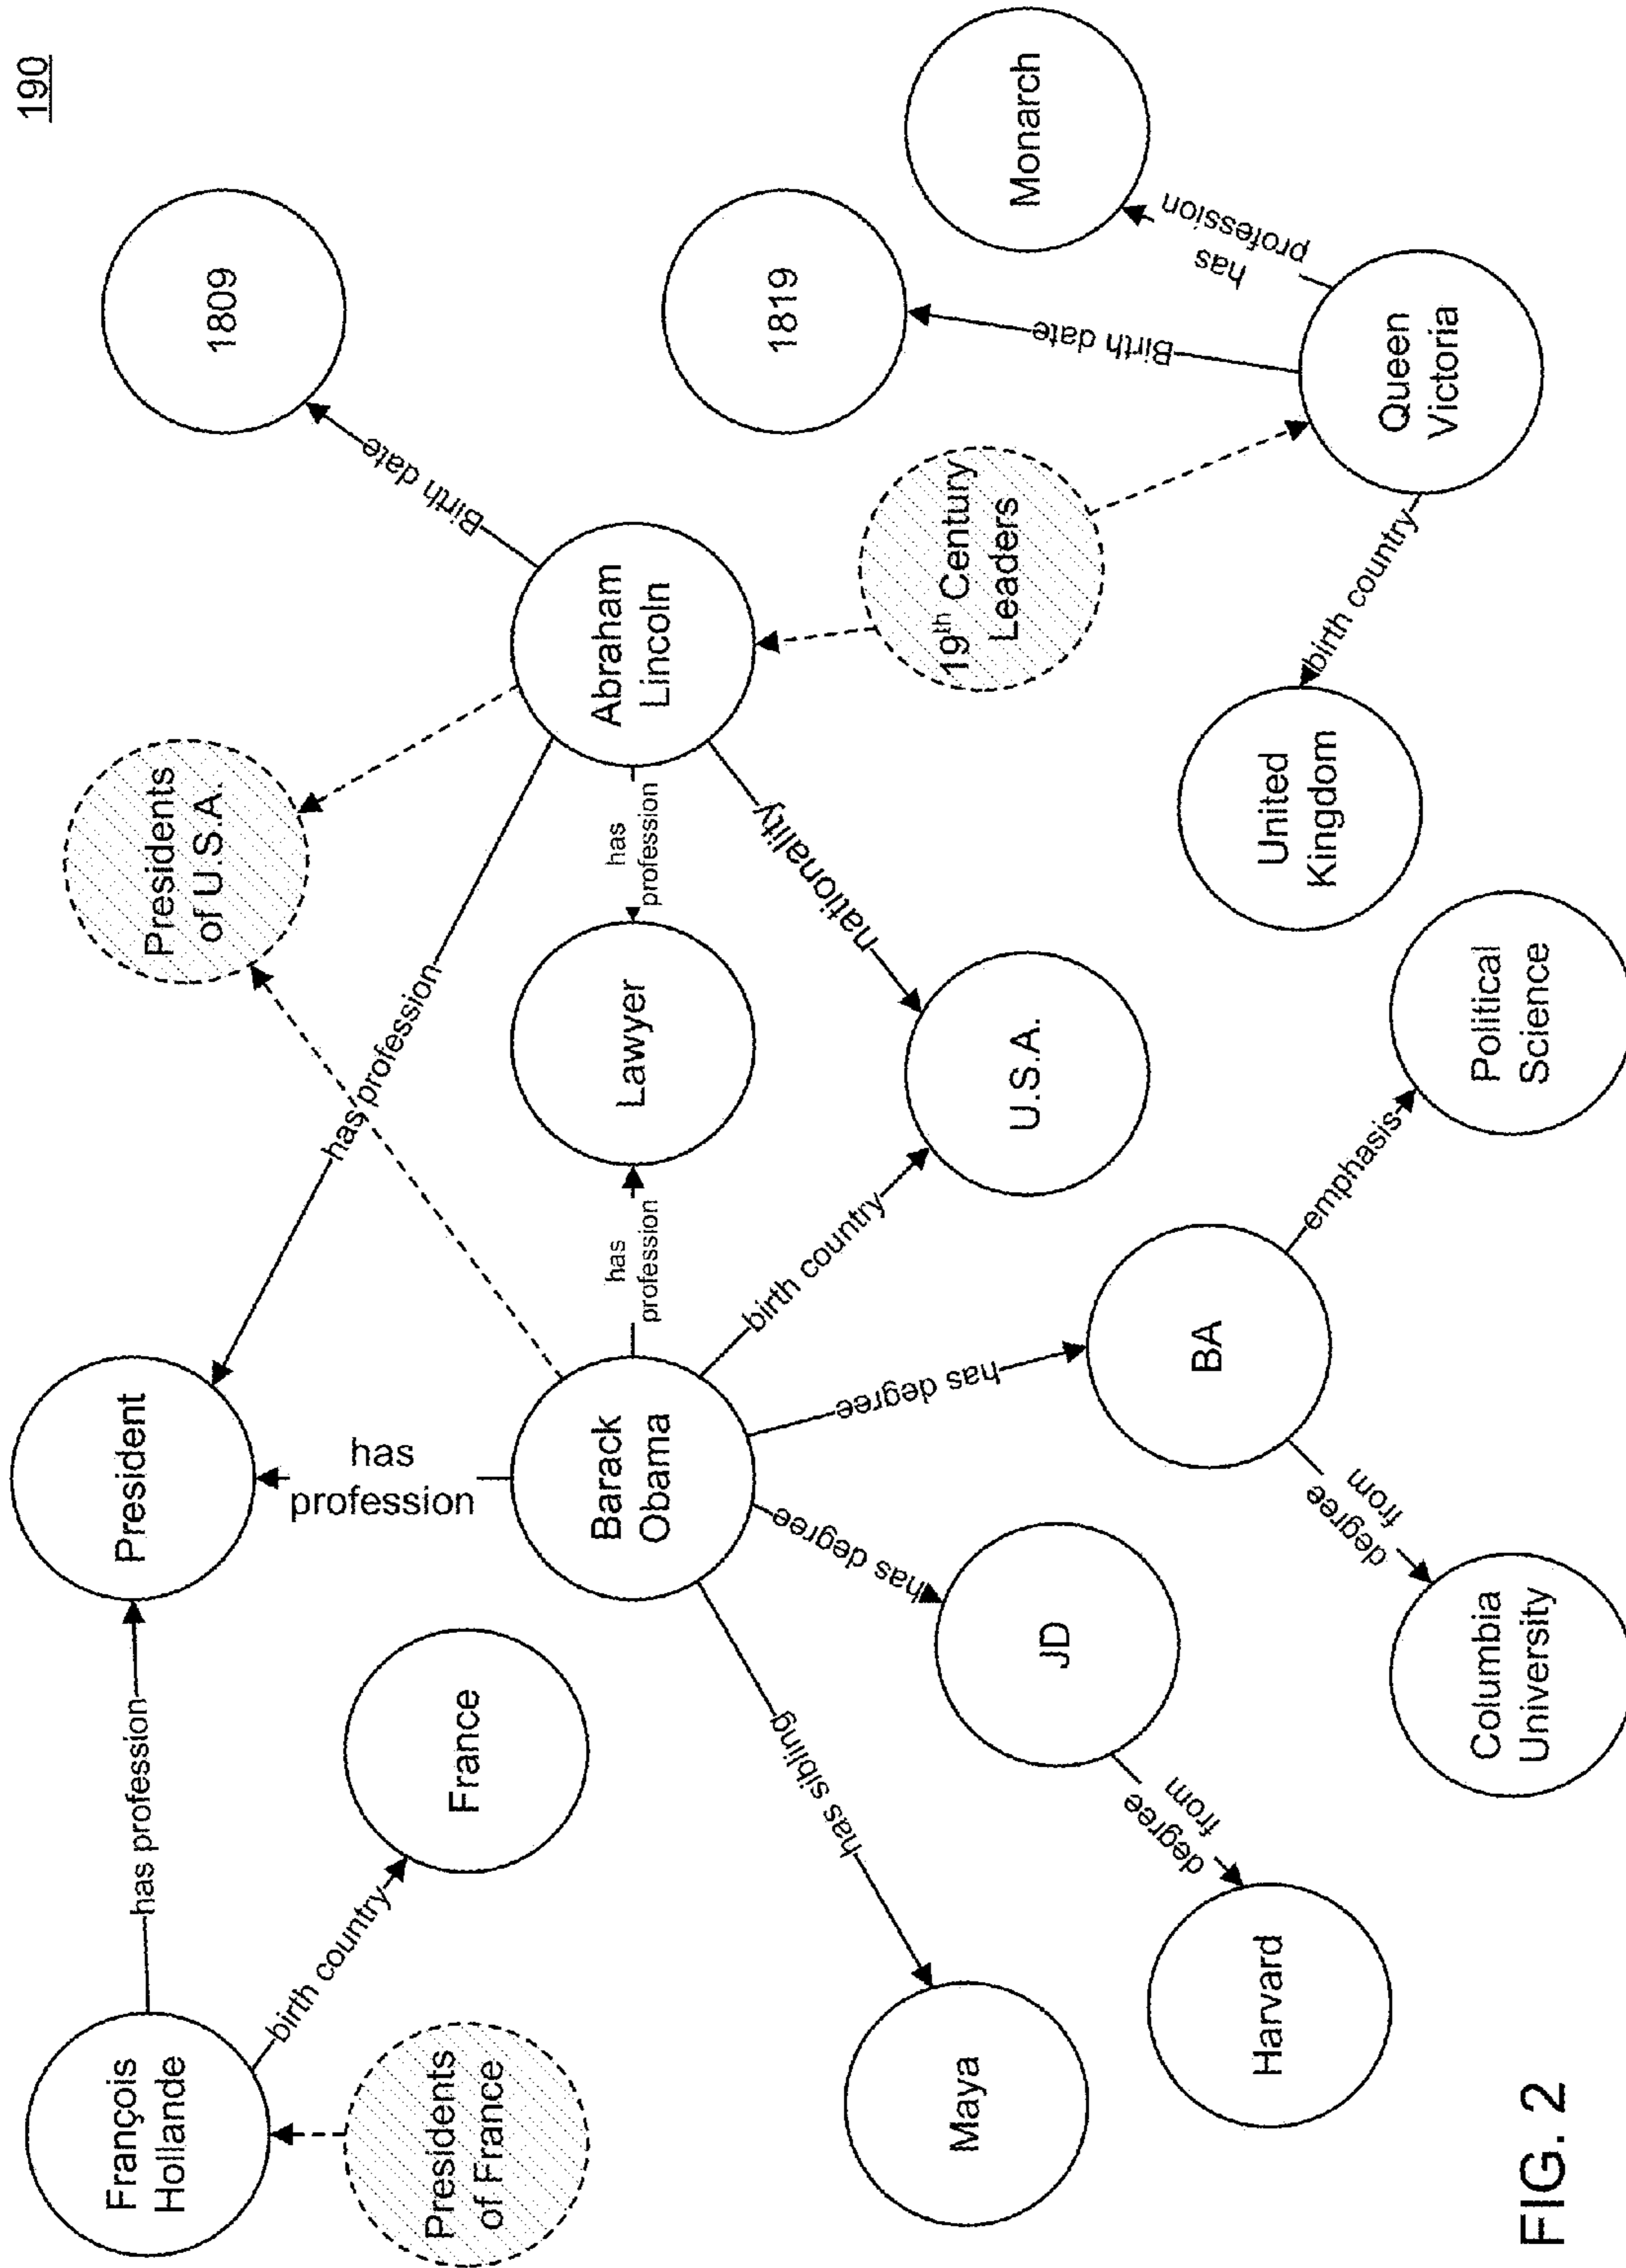 190
François
Hollande
has profession
President
birth country
France
Presidents
of France
has
profession
Barack
Obama
has profession
Presidents
of U.S.A.
Birth date
1809
Abraham
Lincoln
has
profession
Lawyer
has
profession
nationality
birth country
U.S.A.
has sibling
Maya
has degree
JD
degree
from
Harvard
has degree
BA
degree
from
Columbia
University
emphasis
Political
Science
19th Century
Leaders
1819
Birth date
Queen
Victoria
has
profession
Monarch
birth country
United
Kingdom
FIG. 2